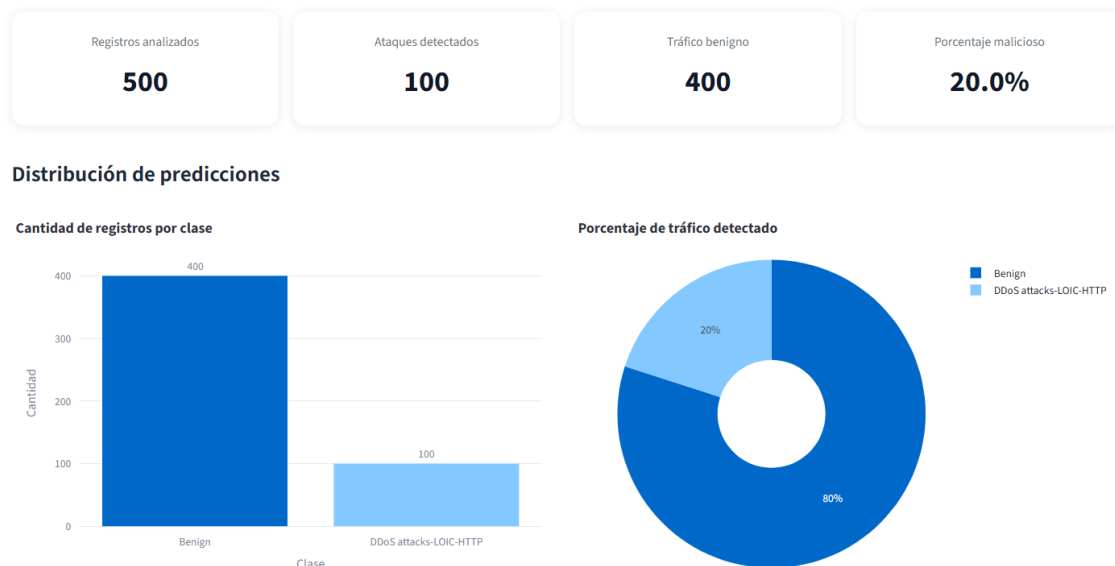 Registros analizados
500
Ataques detectados
100
Tráfico benigno
400
Porcentaje malicioso
20.0%
Distribución de predicciones
Cantidad de registros por clase
400
300
200
100
0
Cantidad
400
100
Benign
DDoS attacks-LOIC-HTTP
Clase
Porcentaje de tráfico detectado
20%
80%
Benign
DDoS attacks-LOIC-HTTP